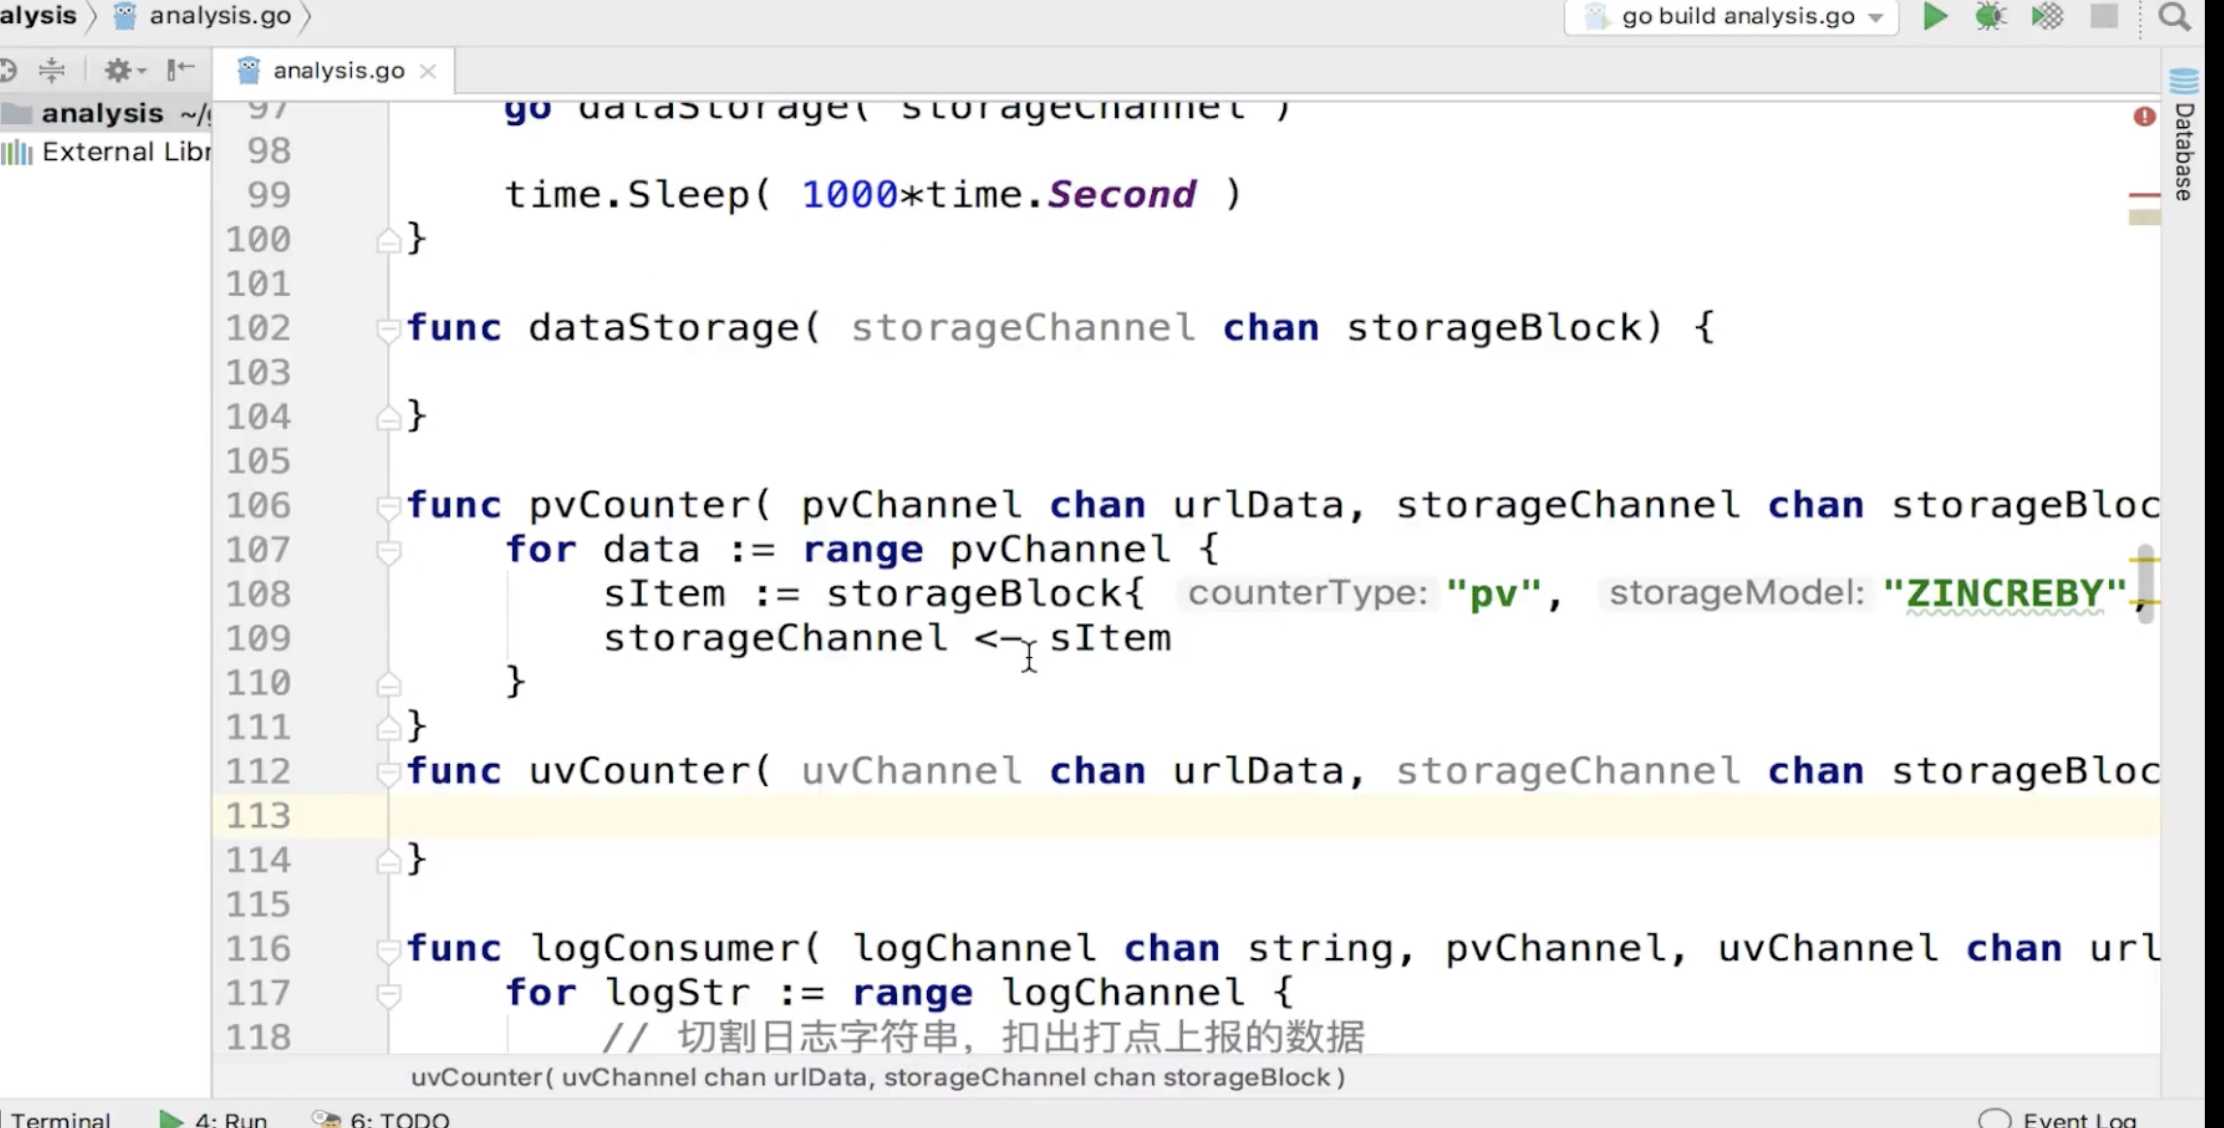 alysis analysis.go go build analysis.go
analysis.go
analysis ~/g
External Libr
Database
97 go dataStorage( storageChannel )
98
99 time.Sleep( 1000*time.Second )
100 }
101
102 func dataStorage( storageChannel chan storageBlock) {
103
104 }
105
106 func pvCounter( pvChannel chan urlData, storageChannel chan storageBloc
107 for data := range pvChannel {
108 sItem := storageBlock{ counterType: "pv", storageModel: "ZINCREBY",
109 storageChannel <- sItem
110 }
111 }
112 func uvCounter( uvChannel chan urlData, storageChannel chan storageBloc
113
114 }
115
116 func logConsumer( logChannel chan string, pvChannel, uvChannel chan url
117 for logStr := range logChannel {
118 // 切割日志字符串，扣出打点上报的数据
uvCounter( uvChannel chan urlData, storageChannel chan storageBlock )
Terminal 4: Run 6: TODO Event Log